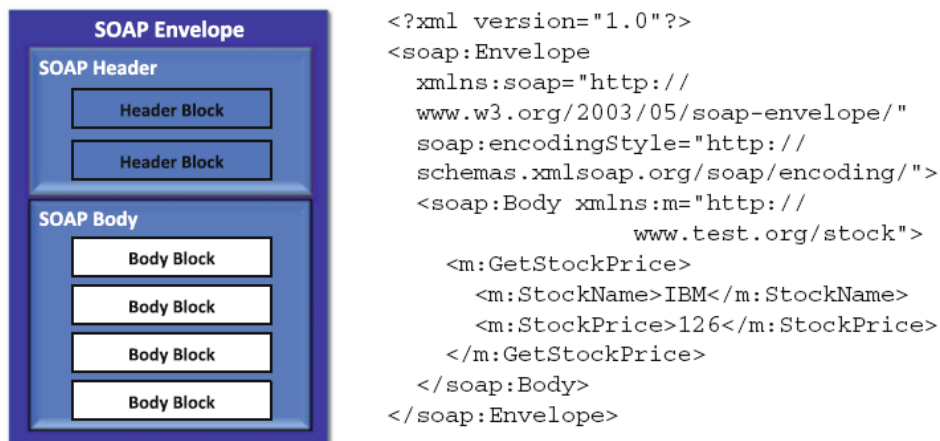 SOAP Envelope
SOAP Header
Header Block
Header Block
SOAP Body
Body Block
Body Block
Body Block
Body Block
<?xml version="1.0"?>
<soap:Envelope
xmlns:soap="http://
www.w3.org/2003/05/soap-envelope/"
soap:encodingStyle="http://
schemas.xmlsoap.org/soap/encoding/">
<soap:Body xmlns:m="http://
www.test.org/stock">
<m:GetStockPrice>
<m:StockName>IBM</m:StockName>
<m:StockPrice>126</m:StockPrice>
</m:GetStockPrice>
</soap:Body>
</soap:Envelope>